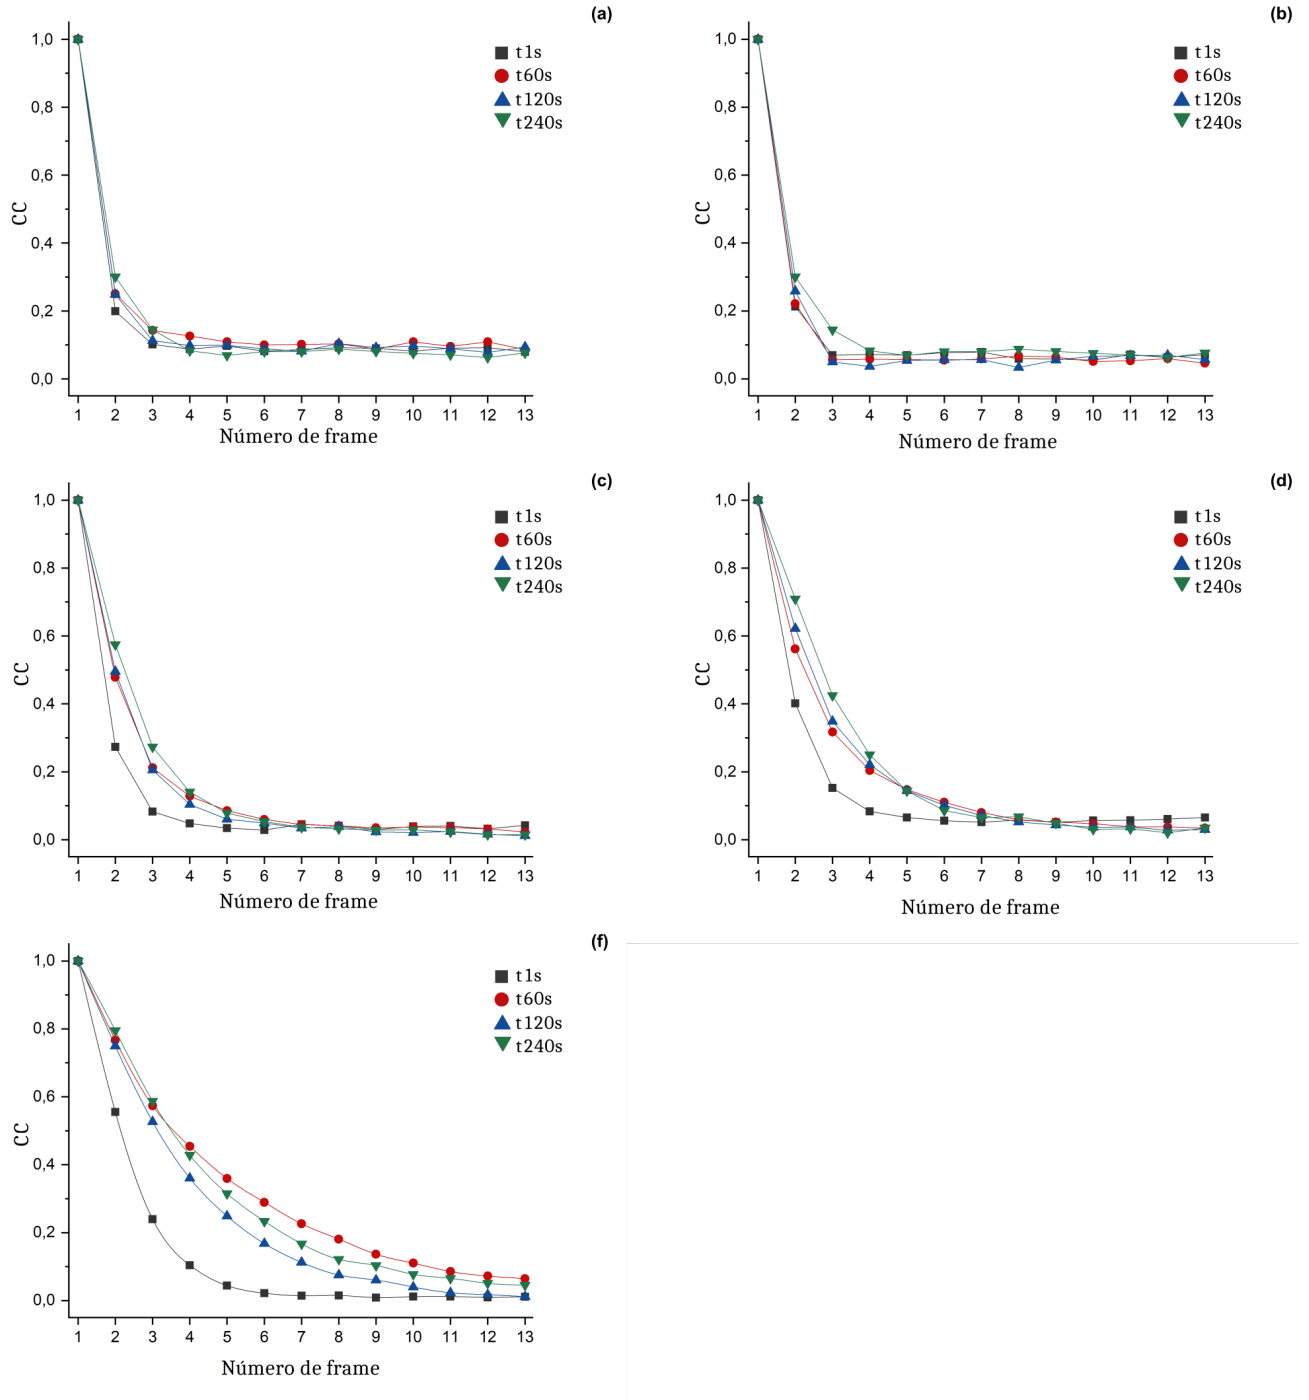 (a)
1,0
0,8
0,6
0,4
0,2
0,0
CC
t1s
t60s
t120s
t240s
1 2 3 4 5 6 7 8 9 10 11 12 13
Número de frame
(b)
1,0
0,8
0,6
0,4
0,2
0,0
CC
t1s
t60s
t120s
t240s
1 2 3 4 5 6 7 8 9 10 11 12 13
Número de frame
(c)
1,0
0,8
0,6
0,4
0,2
0,0
CC
t1s
t60s
t120s
t240s
1 2 3 4 5 6 7 8 9 10 11 12 13
Número de frame
(d)
1,0
0,8
0,6
0,4
0,2
0,0
CC
t1s
t60s
t120s
t240s
1 2 3 4 5 6 7 8 9 10 11 12 13
Número de frame
(f)
1,0
0,8
0,6
0,4
0,2
0,0
CC
t1s
t60s
t120s
t240s
1 2 3 4 5 6 7 8 9 10 11 12 13
Número de frame